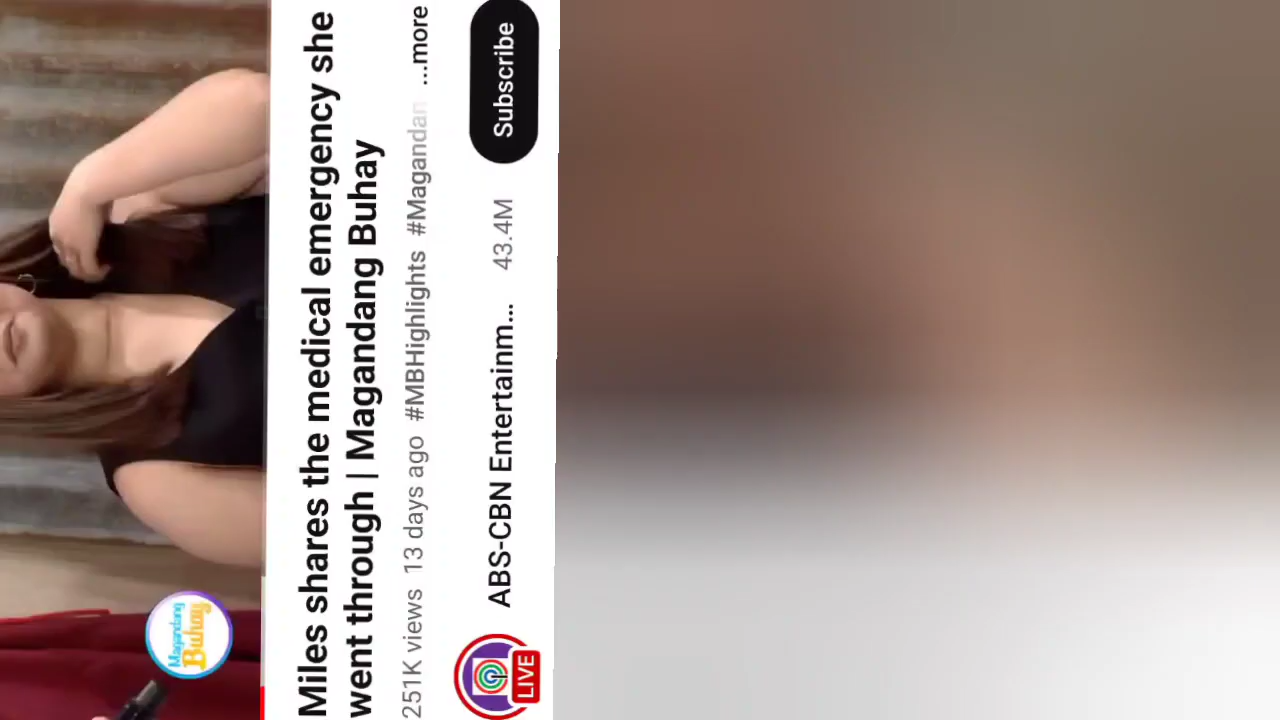 Magandang
Buhay
Miles shares the medical emergency she
went through | Magandang Buhay
251K views 13 days ago #MBHighlights #Magandan ...more
LIVE
ABS-CBN Entertainm... 43.4M
Subscribe